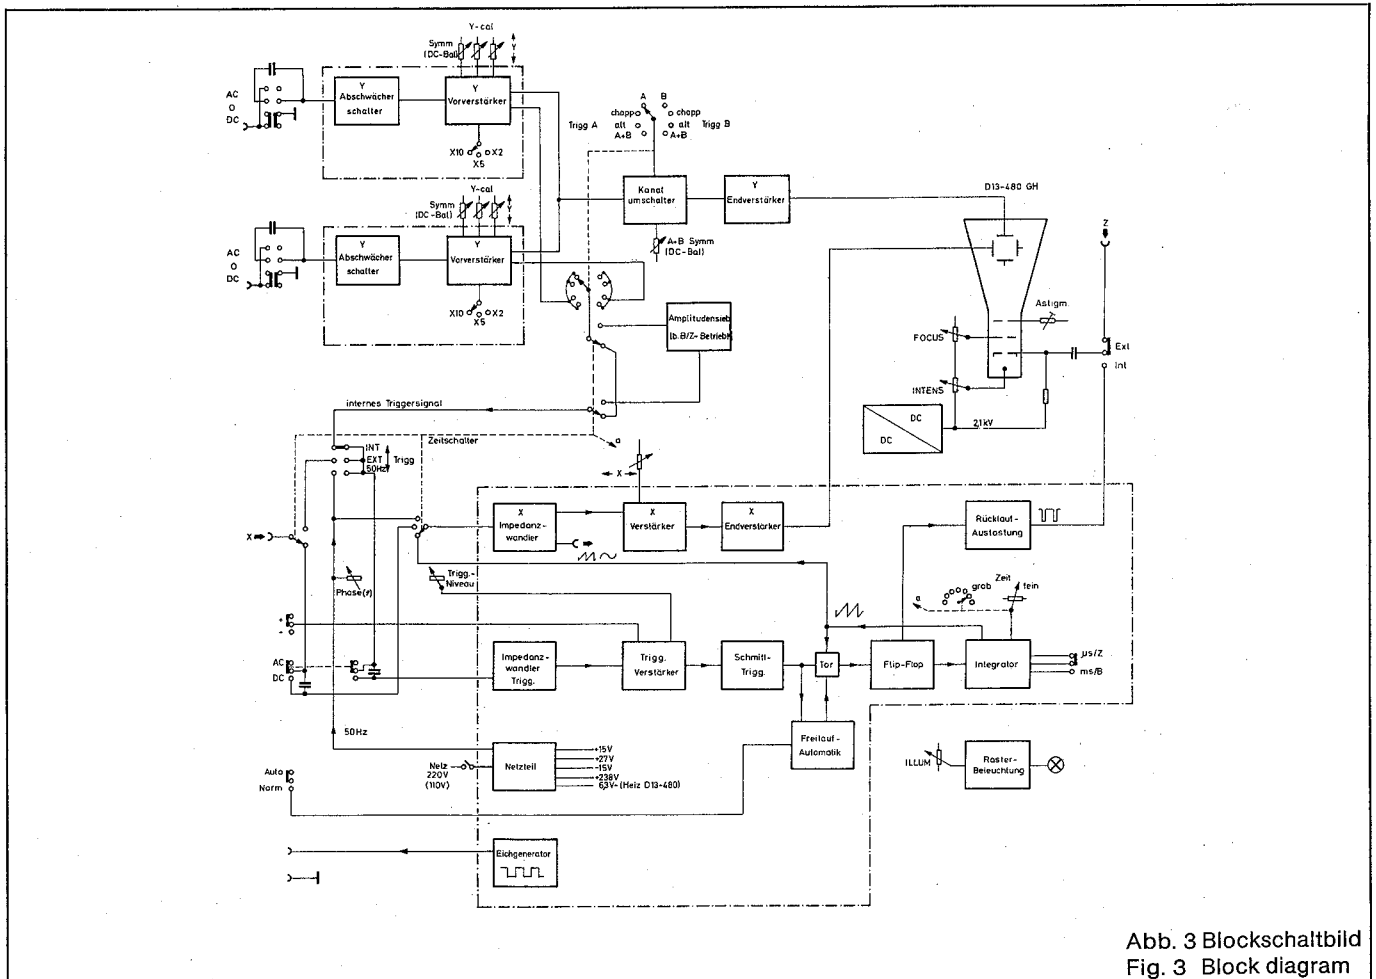 Y-cal
Symm
(DC-Bal)
Y
AC
O
DC
Y
Abschwächer
schalter
Y
Vorverstärker
X10
X2
X5
A
B
chopp
chopp
Trigg A
alt
alt
Trigg B
A+B
A+B
Y-cal
Symm
(DC-Bal)
Y
AC
O
DC
Y
Abschwächer
schalter
Y
Vorverstärker
X10
X2
X5
Kanal
umschalter
Y
Endverstärker
A+B Symm
(DC-Bal)
D13-480 GH
Z
Astigm.
FOCUS
Ext
Int
INTENS
DC
DC
2,1kV
Amplitudensieb
(b. B/Z-Betrieb)
internes Triggersignal
Zeitschalter
a
INT
EXT
50Hz
Trigg
X
X
X
Impedanz-
wandler
X
Verstärker
X
Endverstärker
Rücklauf-
Austastung
Trigg.-
Niveau
Phase(φ)
Zeit
grob
fein
a
+
-
AC
DC
Impedanz-
wandler
Trigg.
Trigg.
Verstärker
Schmitt-
Trigg.
Tor
Flip-Flop
Integrator
µs/Z
ms/B
Freilauf-
Automatik
50Hz
Netz
220V
(110V)
Netzteil
+15V
+27V
-15V
+238V
6,3V~(Heiz D13-480)
Auto
Norm
ILLUM
Raster-
Beleuchtung
Eichgenerator
Abb. 3 Blockschaltbild
Fig. 3 Block diagram